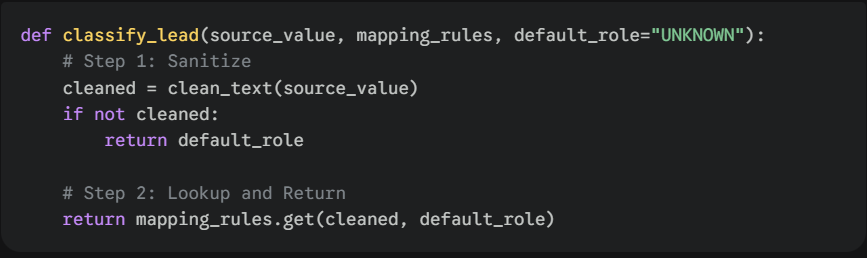 def classify_lead(source_value, mapping_rules, default_role="UNKNOWN"):
    # Step 1: Sanitize
    cleaned = clean_text(source_value)
    if not cleaned:
        return default_role

    # Step 2: Lookup and Return
    return mapping_rules.get(cleaned, default_role)